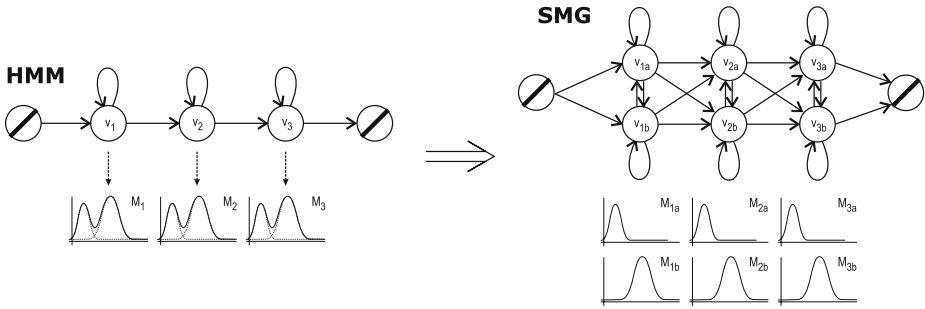 SMG
HMM
v1a v2a v3a
v1 v2 v3
v1b v2b v3b
M1 M2 M3
M1a M2a M3a
M1b M2b M3b